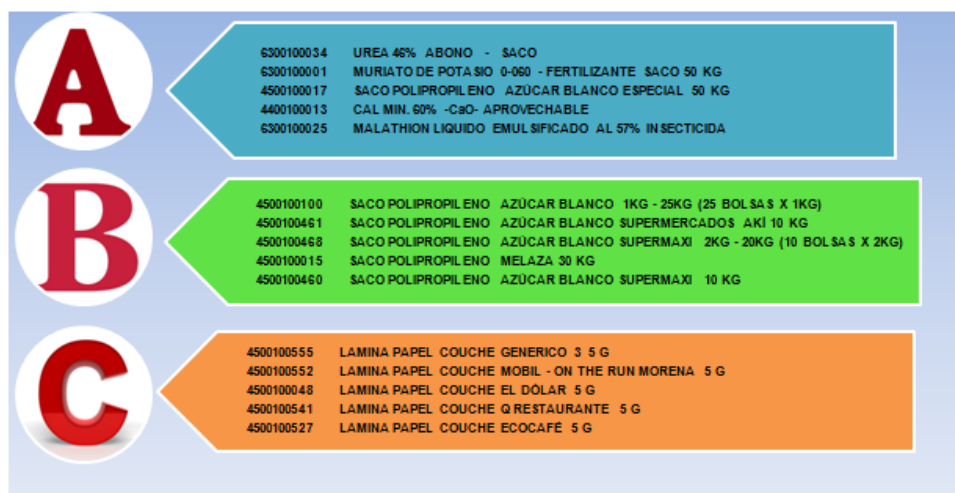 A
6300100034 UREA 46% ABONO - SACO
6300100001 MURIATO DE POTASIO 0-060 - FERTILIZANTE SACO 50 KG
4500100017 SACO POLIPROPILENO AZÚCAR BLANCO ESPECIAL 50 KG
4400100013 CAL MIN. 60% -CaO- APROVECHABLE
6300100025 MALATHION LIQUIDO EMULSIFICADO AL 57% INSECTICIDA
B
4500100100 SACO POLIPROPILENO AZÚCAR BLANCO 1KG - 25KG (25 BOLSAS X 1KG)
4500100461 SACO POLIPROPILENO AZÚCAR BLANCO SUPERMERCADOS AKÍ 10 KG
4500100468 SACO POLIPROPILENO AZÚCAR BLANCO SUPERMAXI 2KG - 20KG (10 BOLSAS X 2KG)
4500100015 SACO POLIPROPILENO MELAZA 30 KG
4500100460 SACO POLIPROPILENO AZÚCAR BLANCO SUPERMAXI 10 KG
C
4500100555 LAMINA PAPEL COUCHE GENERICO 3 5 G
4500100552 LAMINA PAPEL COUCHE MOBIL - ON THE RUN MORENA 5 G
4500100048 LAMINA PAPEL COUCHE EL DÓLAR 5 G
4500100541 LAMINA PAPEL COUCHE Q RESTAURANTE 5 G
4500100527 LAMINA PAPEL COUCHE ECOCAFÉ 5 G